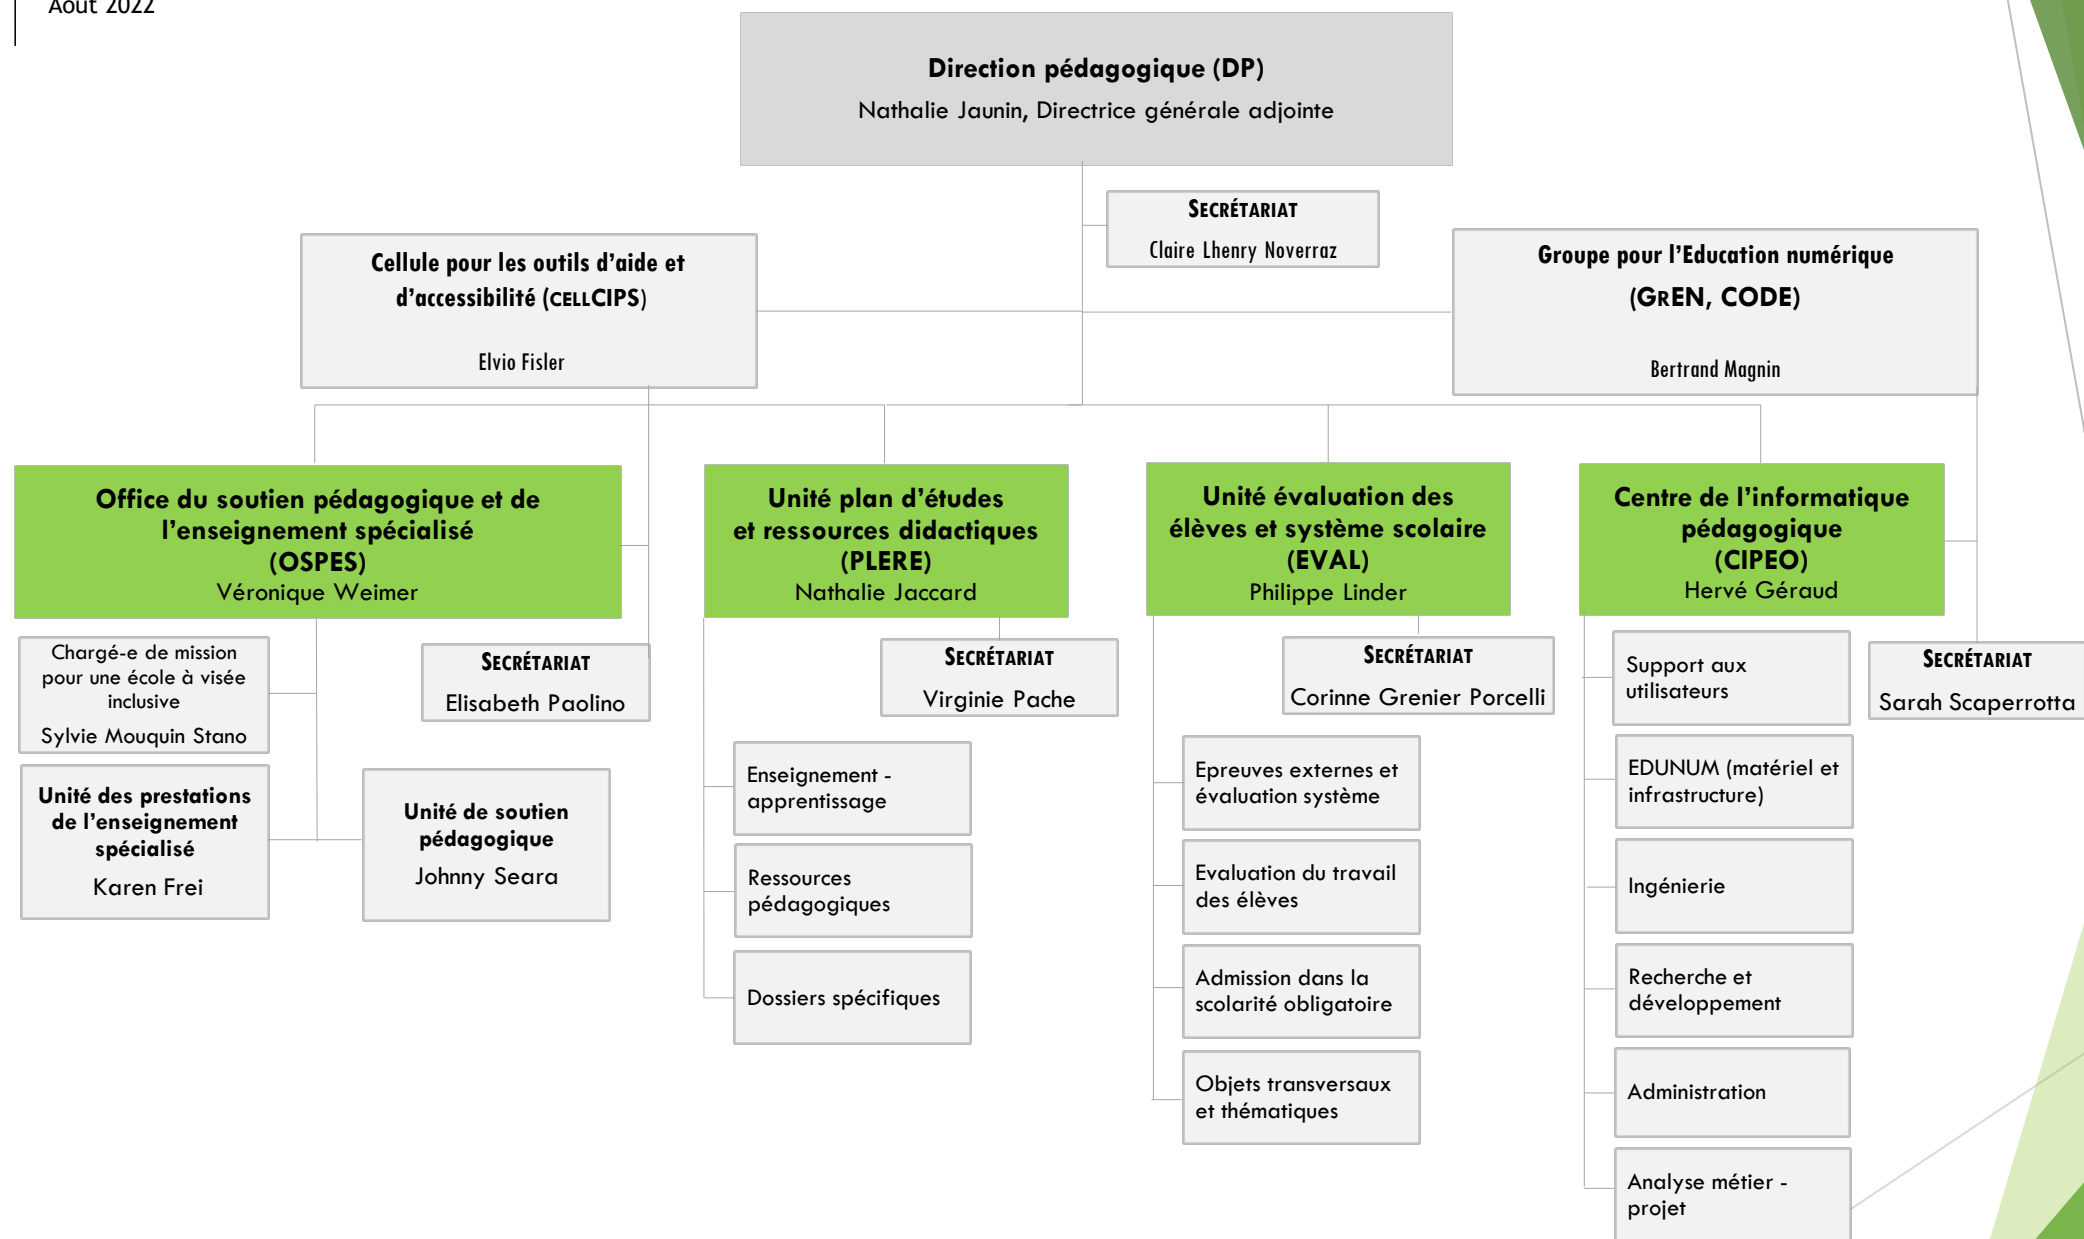 Août 2022
Direction pédagogique (DP)
Nathalie Jaunin, Directrice générale adjointe
SECRÉTARIAT
Claire Lhenry Noverraz
Cellule pour les outils d’aide et
d’accessibilité (CELLCIPS)
Elvio Fisler
Groupe pour l’Education numérique
(GREN, CODE)
Bertrand Magnin
Office du soutien pédagogique et de
l’enseignement spécialisé
(OSPES)
Véronique Weimer
Unité plan d’études
et ressources didactiques
(PLERE)
Nathalie Jaccard
Unité évaluation des
élèves et système scolaire
(EVAL)
Philippe Linder
Centre de l’informatique
pédagogique
(CIPEO)
Hervé Géraud
Chargé-e de mission
pour une école à visée
inclusive
Sylvie Mouquin Stano
SECRÉTARIAT
Elisabeth Paolino
Unité des prestations
de l’enseignement
spécialisé
Karen Frei
Unité de soutien
pédagogique
Johnny Seara
SECRÉTARIAT
Virginie Pache
Enseignement -
apprentissage
Ressources
pédagogiques
Dossiers spécifiques
SECRÉTARIAT
Corinne Grenier Porcelli
Epreuves externes et
évaluation système
Evaluation du travail
des élèves
Admission dans la
scolarité obligatoire
Objets transversaux
et thématiques
Support aux
utilisateurs
SECRÉTARIAT
Sarah Scaperrotta
EDUNUM (matériel et
infrastructure)
Ingénierie
Recherche et
développement
Administration
Analyse métier -
projet